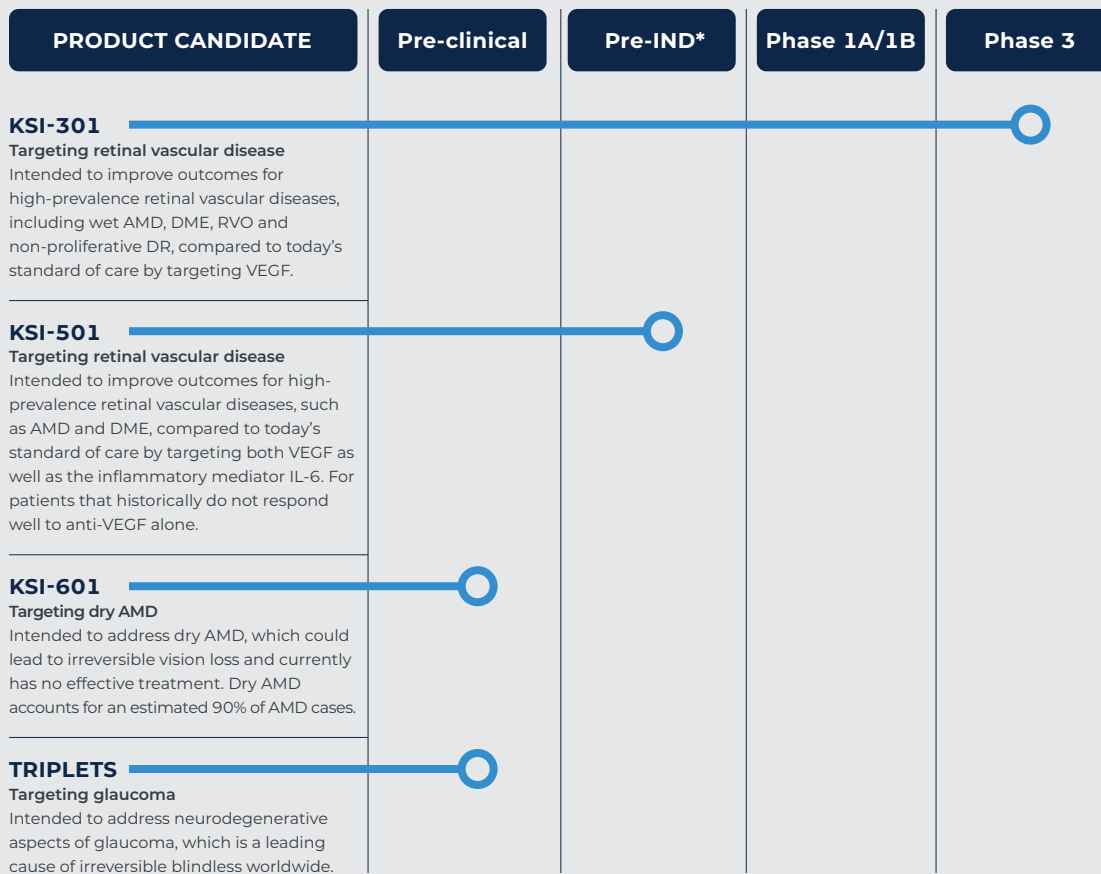 PRODUCT CANDIDATE
Pre-clinical
Pre-IND*
Phase 1A/1B
Phase 3
KSI-301
Targeting retinal vascular disease
Intended to improve outcomes for
high-prevalence retinal vascular diseases,
including wet AMD, DME, RVO and
non-proliferative DR, compared to today’s
standard of care by targeting VEGF.
KSI-501
Targeting retinal vascular disease
Intended to improve outcomes for high-
prevalence retinal vascular diseases, such
as AMD and DME, compared to today’s
standard of care by targeting both VEGF as
well as the inflammatory mediator IL-6. For
patients that historically do not respond
well to anti-VEGF alone.
KSI-601
Targeting dry AMD
Intended to address dry AMD, which could
lead to irreversible vision loss and currently
has no effective treatment. Dry AMD
accounts for an estimated 90% of AMD cases.
TRIPLETS
Targeting glaucoma
Intended to address neurodegenerative
aspects of glaucoma, which is a leading
cause of irreversible blindless worldwide.